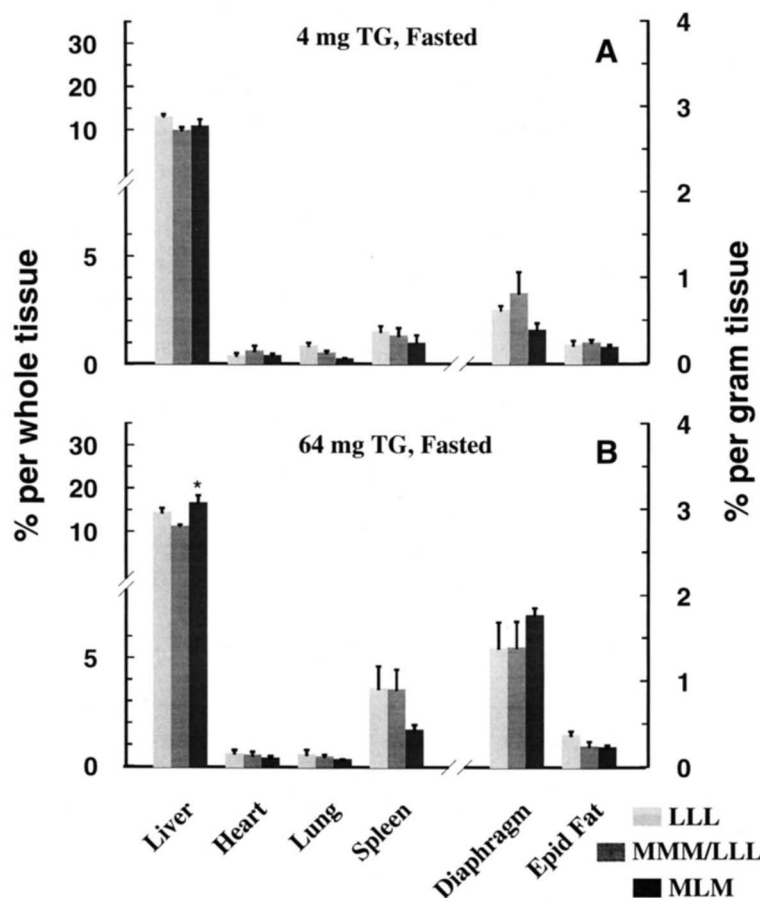 4 mg TG, Fasted
A
30
20
10
5
0
4
3
2
1
0
% per whole tissue
% per gram tissue
64 mg TG, Fasted
B
30
20
10
5
0
4
3
2
1
0
*
Liver
Heart
Lung
Spleen
Diaphragm
Epid Fat
LLL
MMM/LLL
MLM